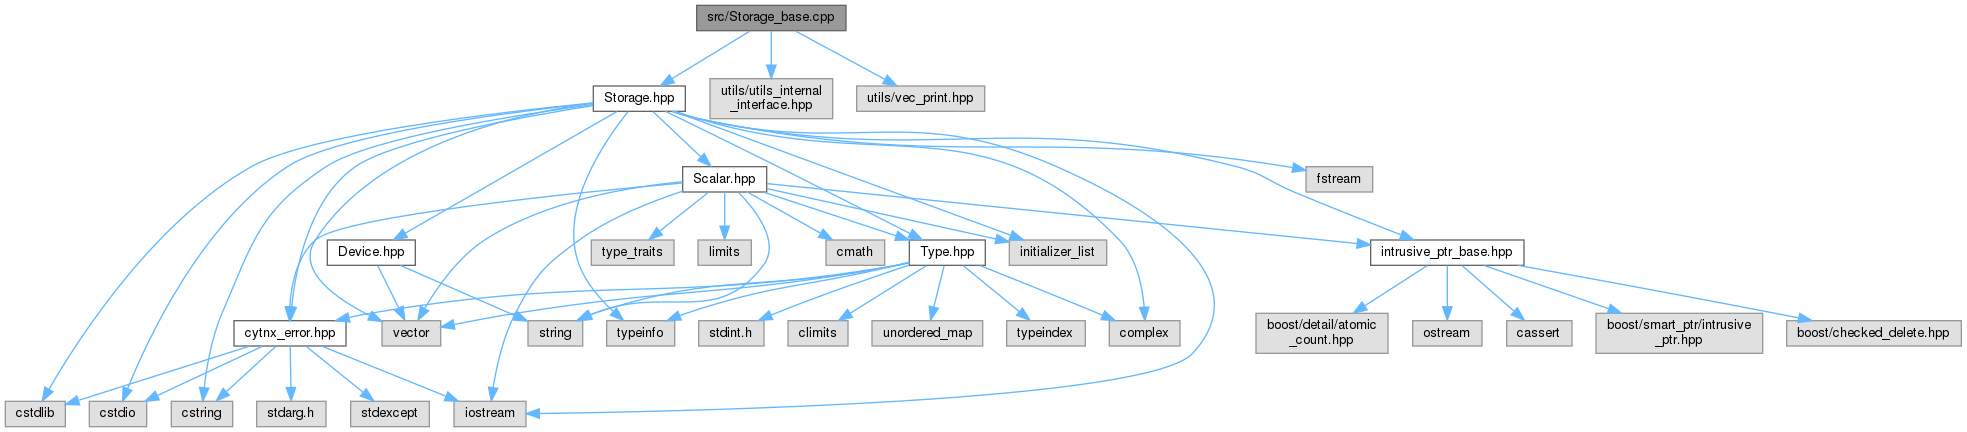 src/Storage_base.cpp
Storage.hpp
utils/utils_internal
_interface.hpp
utils/vec_print.hpp
Scalar.hpp
fstream
Device.hpp
type_traits
limits
cmath
Type.hpp
initializer_list
intrusive_ptr_base.hpp
cytnx_error.hpp
vector
string
typeinfo
stdint.h
climits
unordered_map
typeindex
complex
boost/detail/atomic
_count.hpp
ostream
cassert
boost/smart_ptr/intrusive
_ptr.hpp
boost/checked_delete.hpp
cstdlib
cstdio
cstring
stdarg.h
stdexcept
iostream